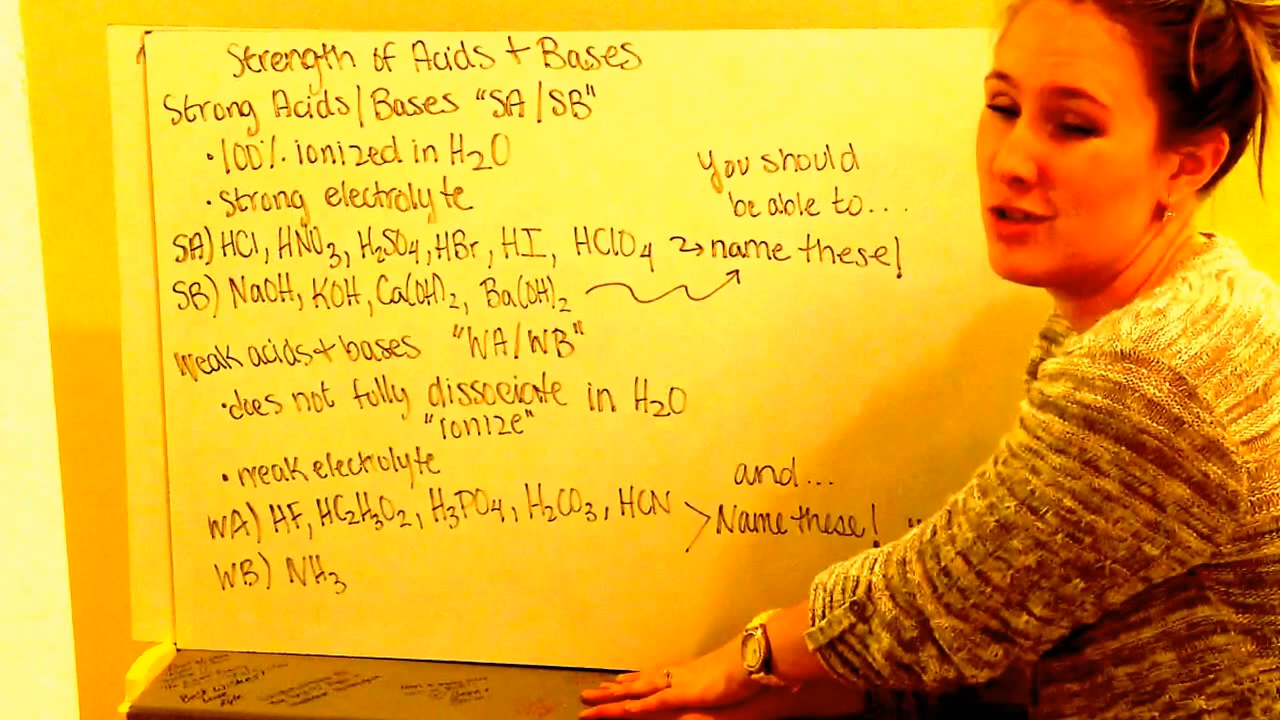 Strength of Acids + Bases
Strong Acids/Bases "SA/SB"
•100% ionized in H₂O
•strong electrolyte
You should
be able to...
SA) HCl, HNO₃, H₂SO₄, HBr, HI, HClO₄ → name these!
SB) NaOH, KOH, Ca(OH)₂, Ba(OH)₂
Weak acids + bases "WA/WB"
•does not fully dissociate in H₂O
"ionize"
•weak electrolyte
and...
WA) HF, HC₂H₃O₂, H₃PO₄, H₂CO₃, HCN > Name these!
WB) NH₃